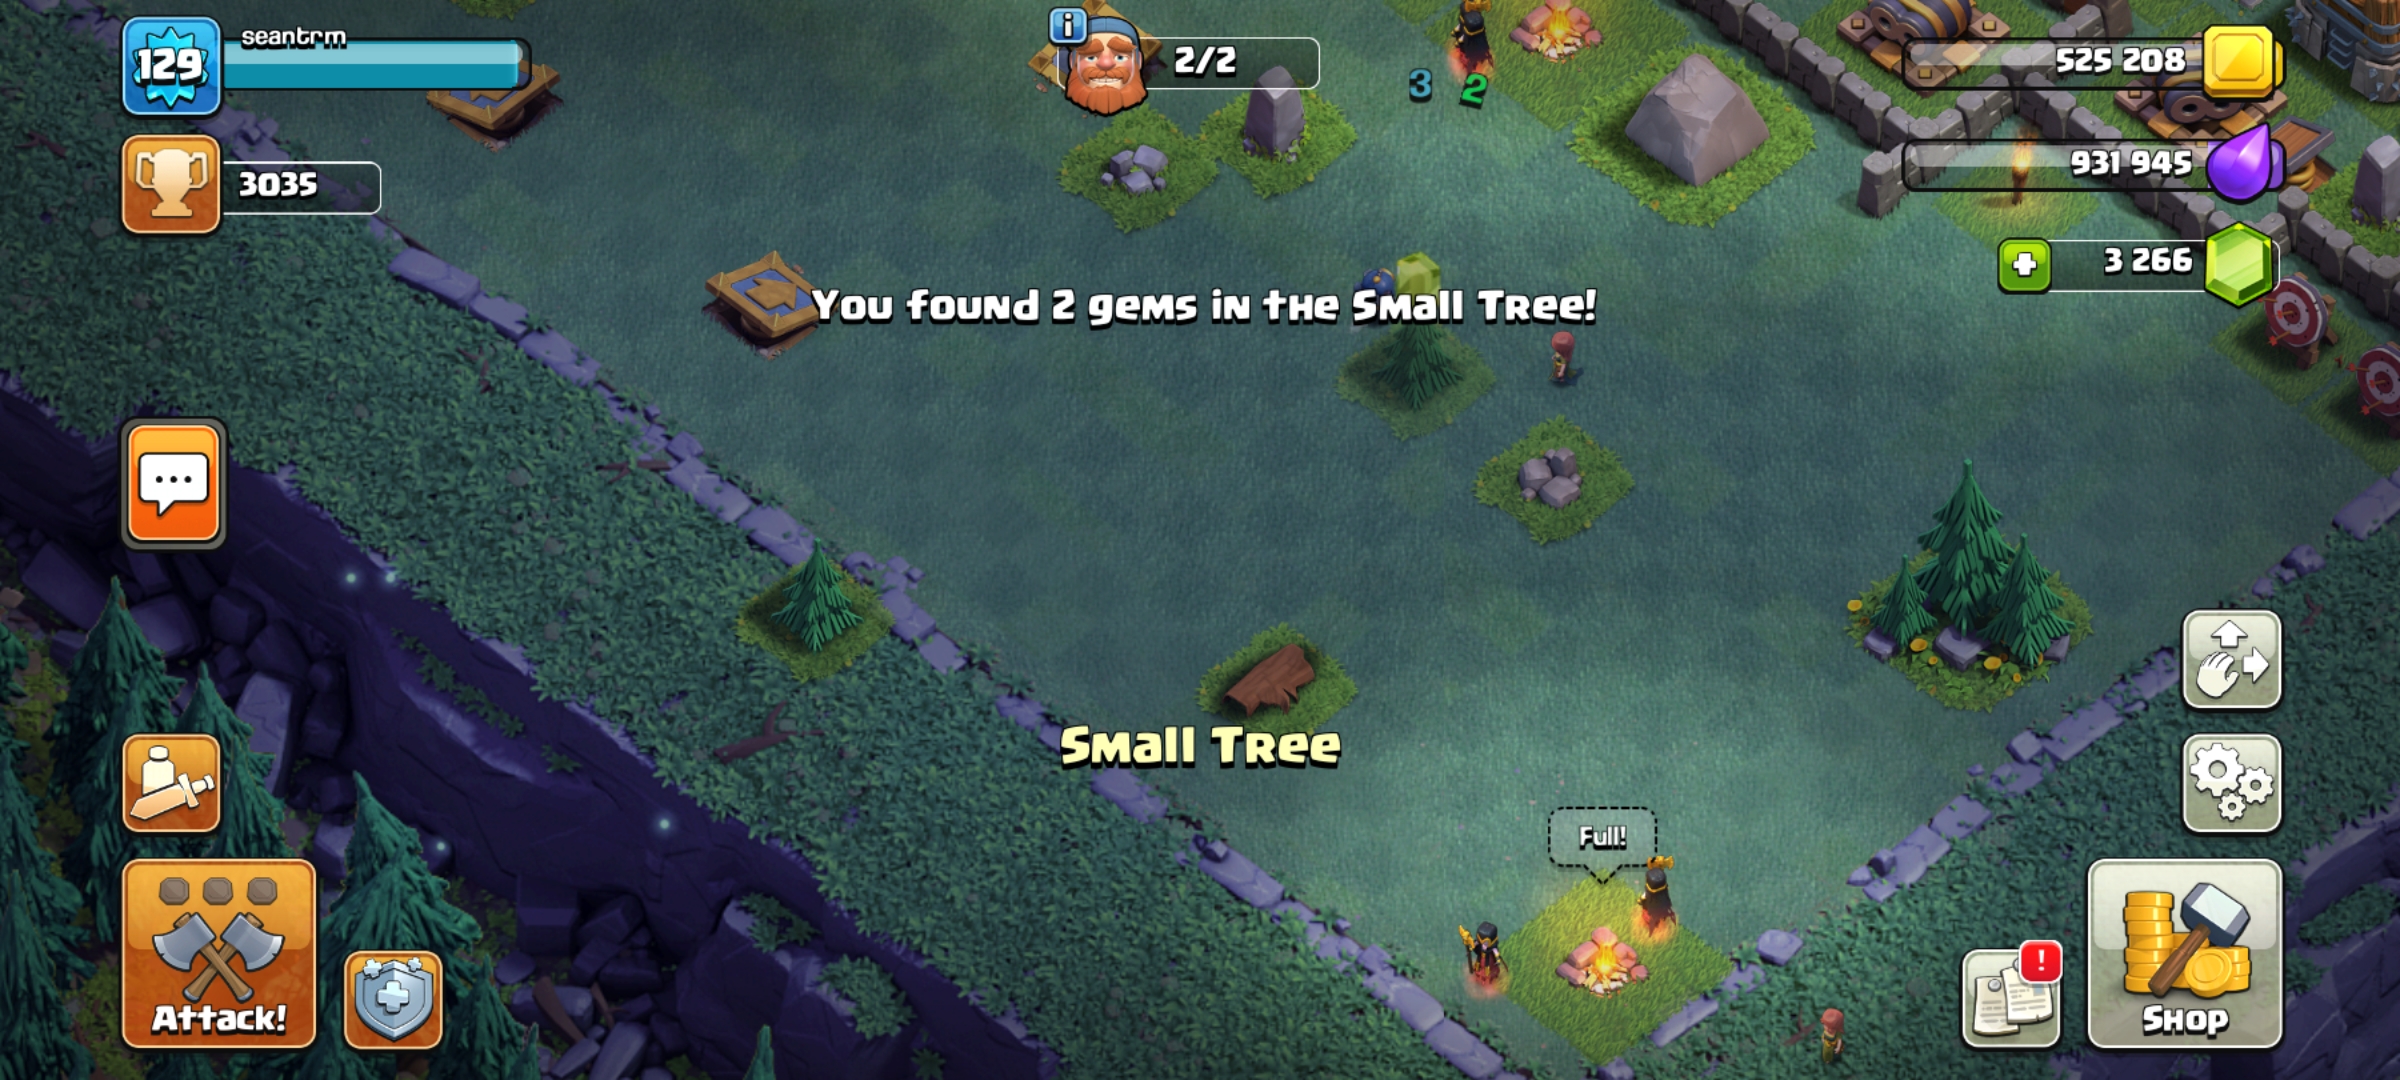 129
seantrm
i
2/2
3 2
525 208
3035
931 945
3 266
You found 2 gems in the Small Tree!
Small Tree
Full!
!
Attack!
Shop